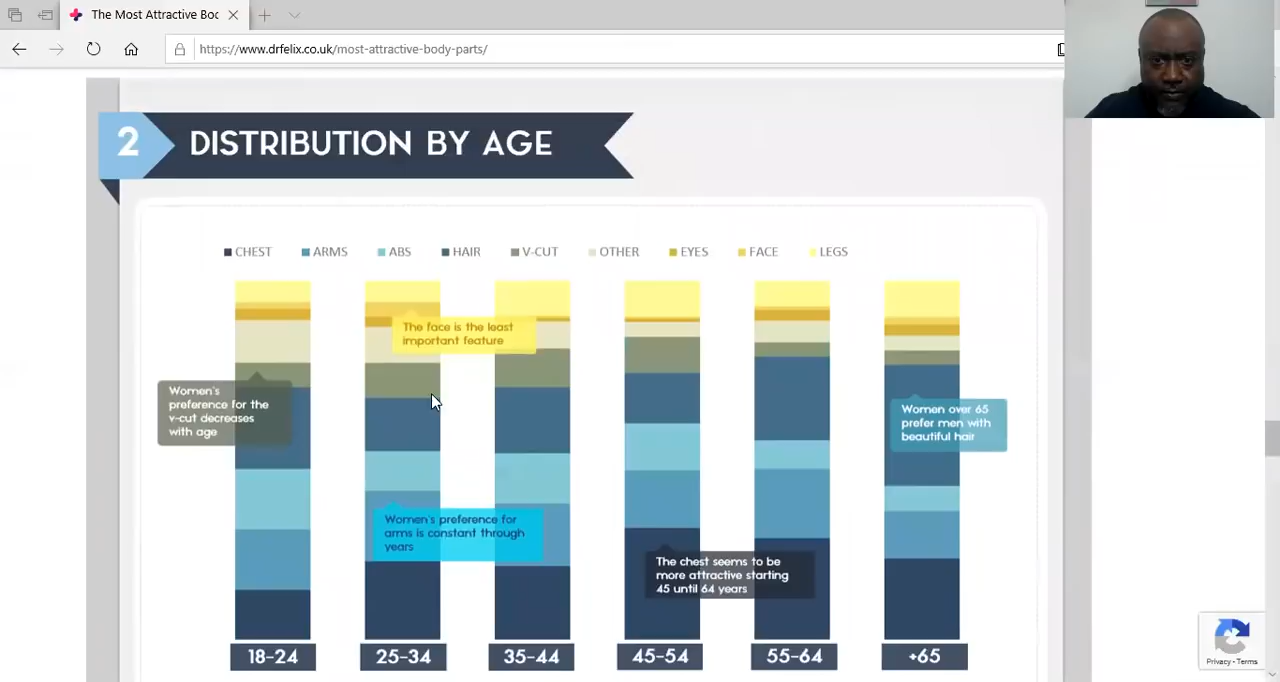 The Most Attractive Boc
https://www.drfelix.co.uk/most-attractive-body-parts/
2 DISTRIBUTION BY AGE
CHEST ARMS ABS HAIR V-CUT OTHER EYES FACE LEGS
The face is the least
important feature
Women's
preference for the
v-cut decreases
with age
Women over 65
prefer men with
beautiful hair
Women's preference for
arms is constant through
years
The chest seems to be
more attractive starting
45 until 64 years
18-24 25-34 35-44 45-54 55-64 +65
Privacy - Terms